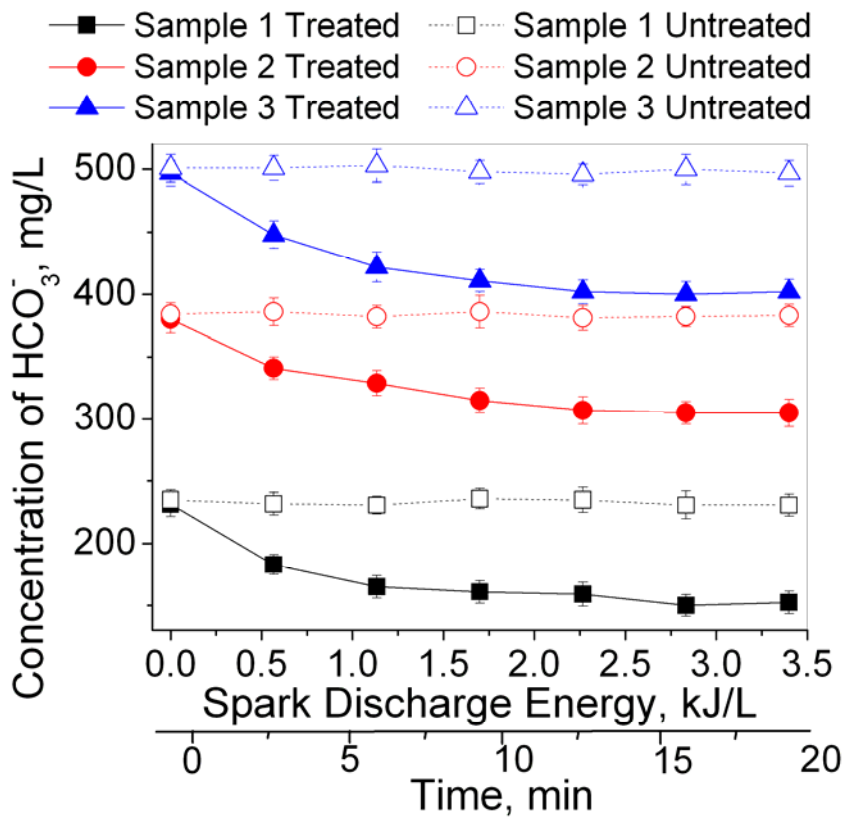 Sample 1 Treated Sample 1 Untreated
Sample 2 Treated Sample 2 Untreated
Sample 3 Treated Sample 3 Untreated
Concentration of HCO₃⁻, mg/L
500
400
300
200
0.0 0.5 1.0 1.5 2.0 2.5 3.0 3.5
Spark Discharge Energy, kJ/L
0 5 10 15 20
Time, min